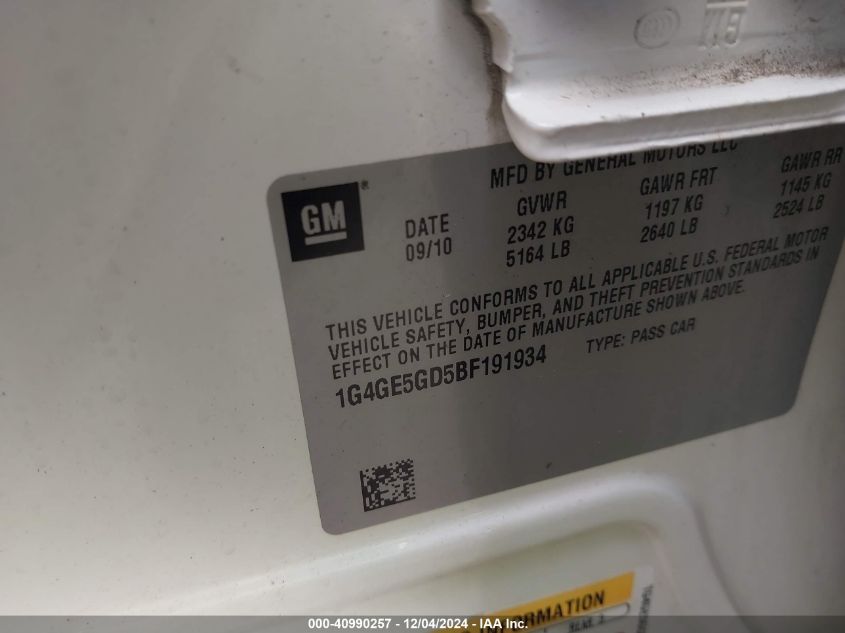 GM
®
MFD BY GENERAL MOTORS LLC
DATE GVWR GAWR FRT GAWR RR
09/10 2342 KG 1197 KG 1145 KG
5164 LB 2640 LB 2524 LB
THIS VEHICLE CONFORMS TO ALL APPLICABLE U.S. FEDERAL MOTOR
VEHICLE SAFETY, BUMPER, AND THEFT PREVENTION STANDARDS IN
EFFECT ON THE DATE OF MANUFACTURE SHOWN ABOVE.
1G4GE5GD5BF191934 TYPE: PASS CAR
INFORMATION
000-40990257 - 12/04/2024 - IAA Inc.